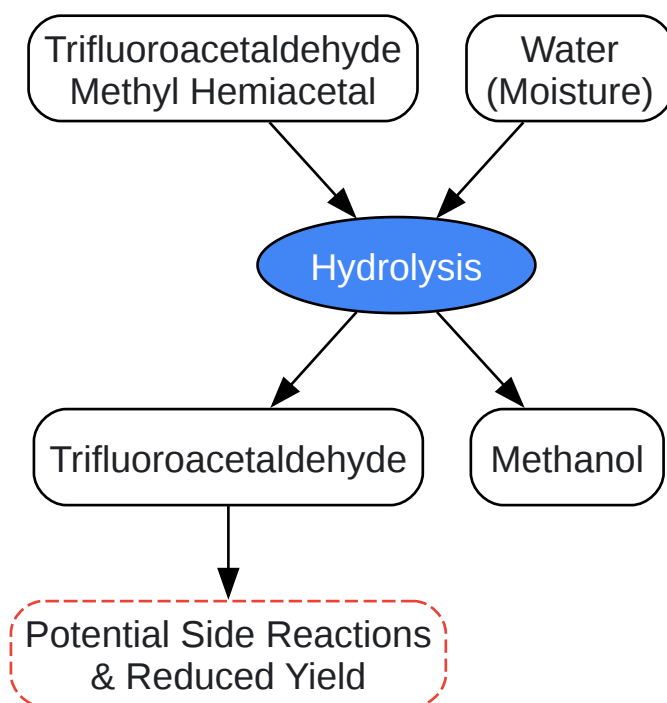 Trifluoroacetaldehyde
Methyl Hemiacetal
Water
(Moisture)
Hydrolysis
Trifluoroacetaldehyde
Methanol
Potential Side Reactions
& Reduced Yield